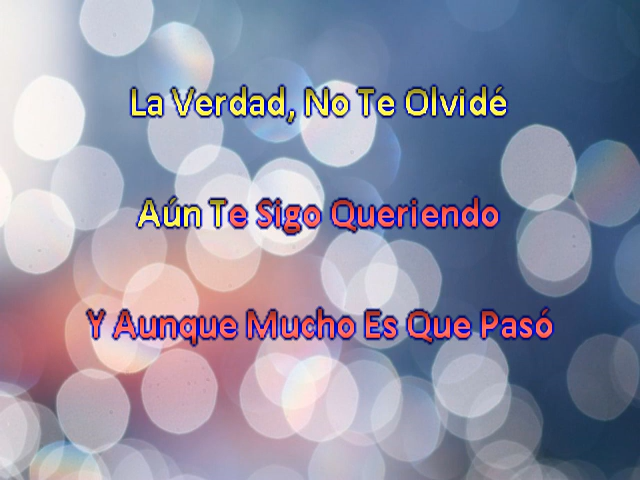 La Verdad, No Te Olvidé
Aún Te Sigo Queriendo
Y Aunque Mucho Es Que Pasó